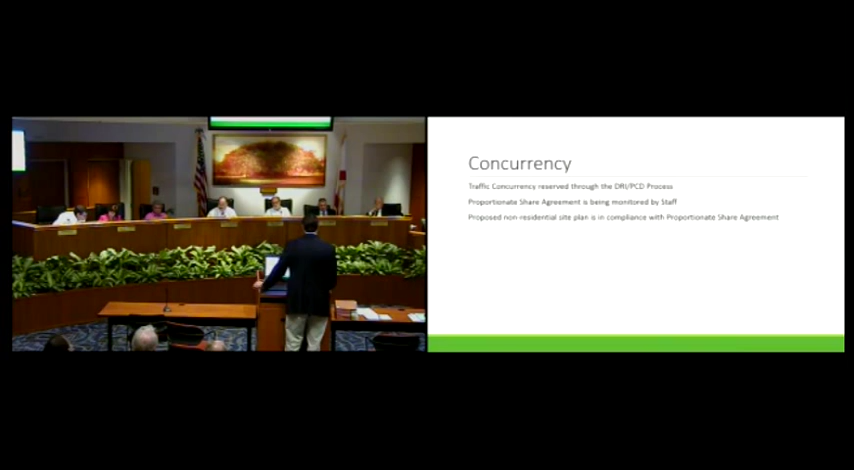 Concurrency
Traffic Concurrency reserved through the DRI/PCD Process
Proportionate Share Agreement is being monitored by Staff
Proposed non-residential site plan is in compliance with Proportionate Share Agreement